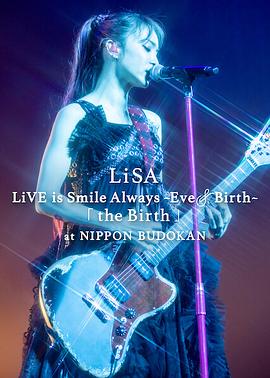 LiSA
LiVE is Smile Always ~Eve&Birth~
「the Birth」
at NIPPON BUDOKAN